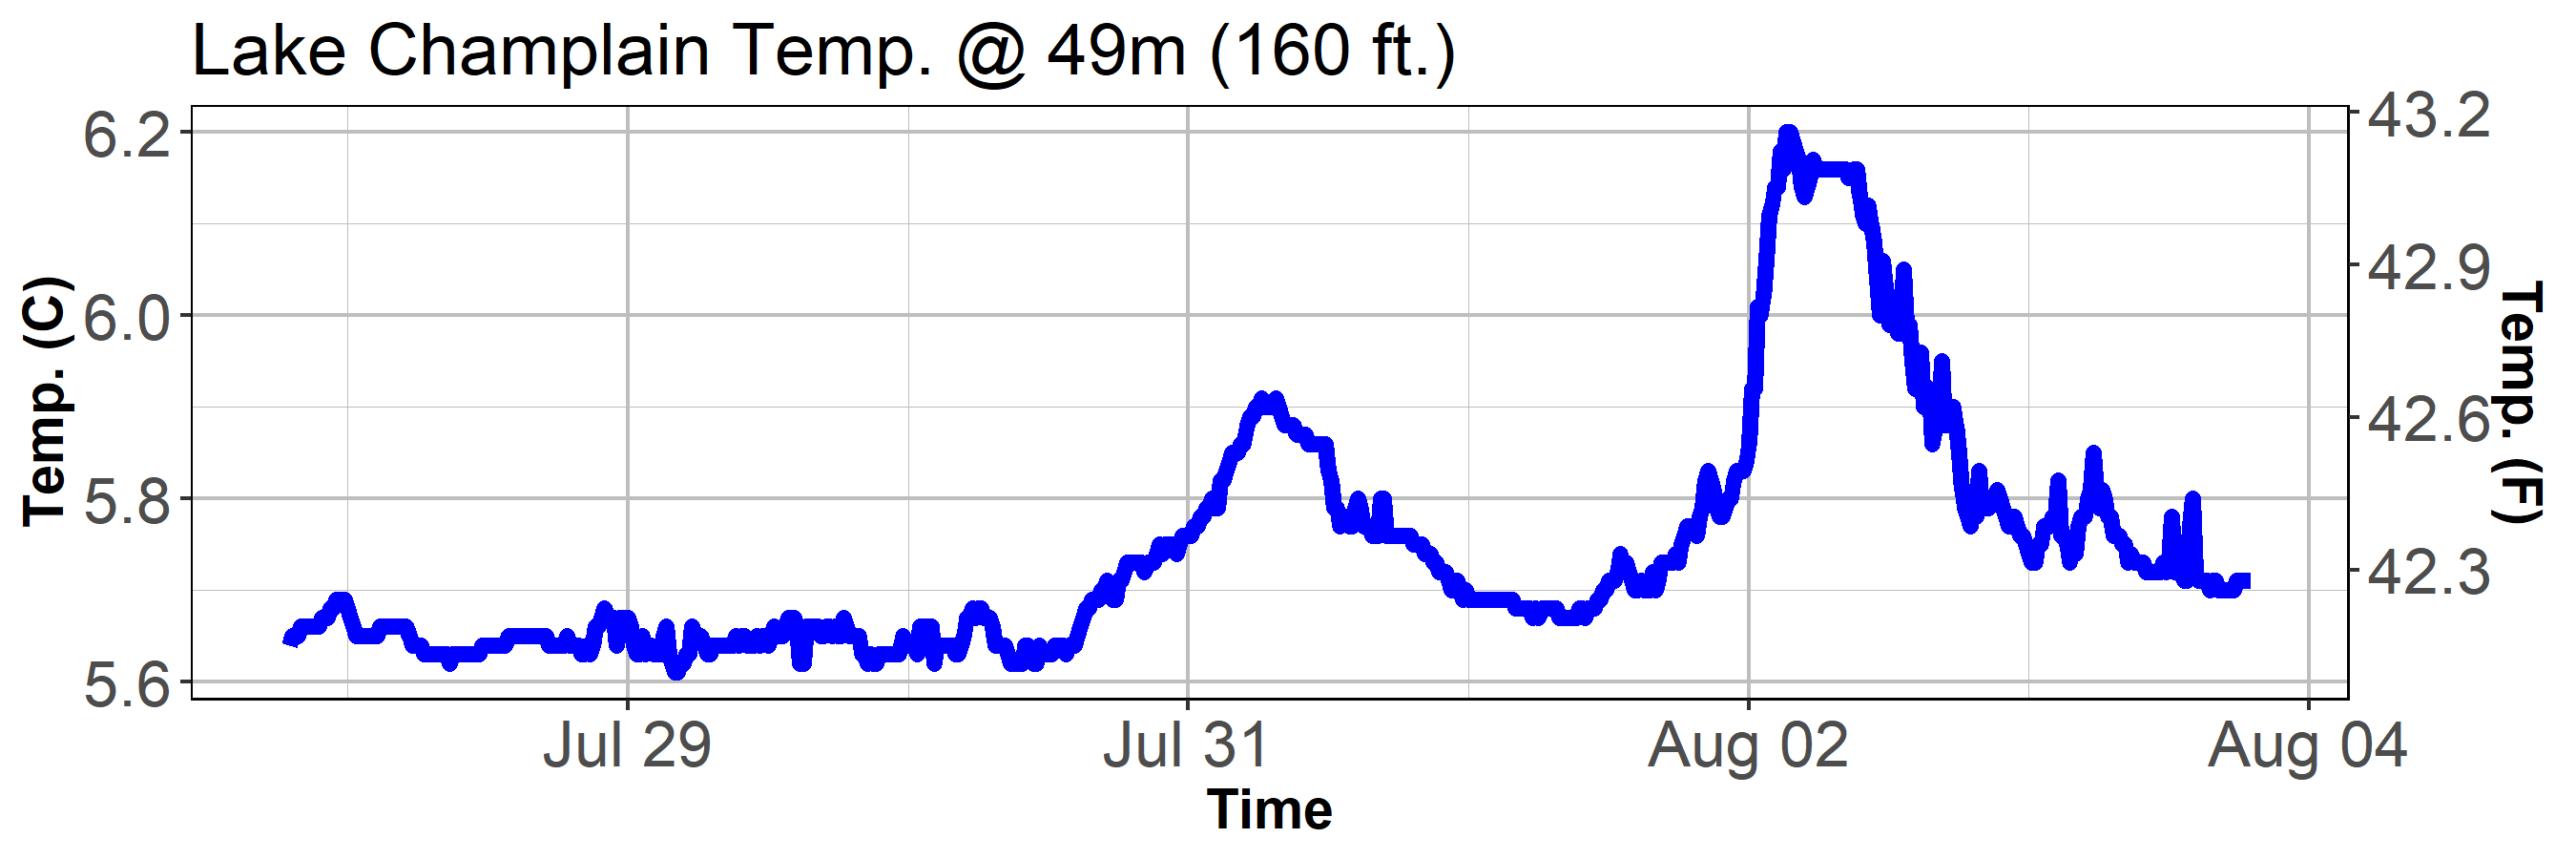 Lake Champlain Temp. @ 49m (160 ft.)
6.2
6.0
5.8
5.6
Temp. (C)
43.2
42.9
42.6
42.3
Temp. (F)
Jul 29 Jul 31 Aug 02 Aug 04
Time